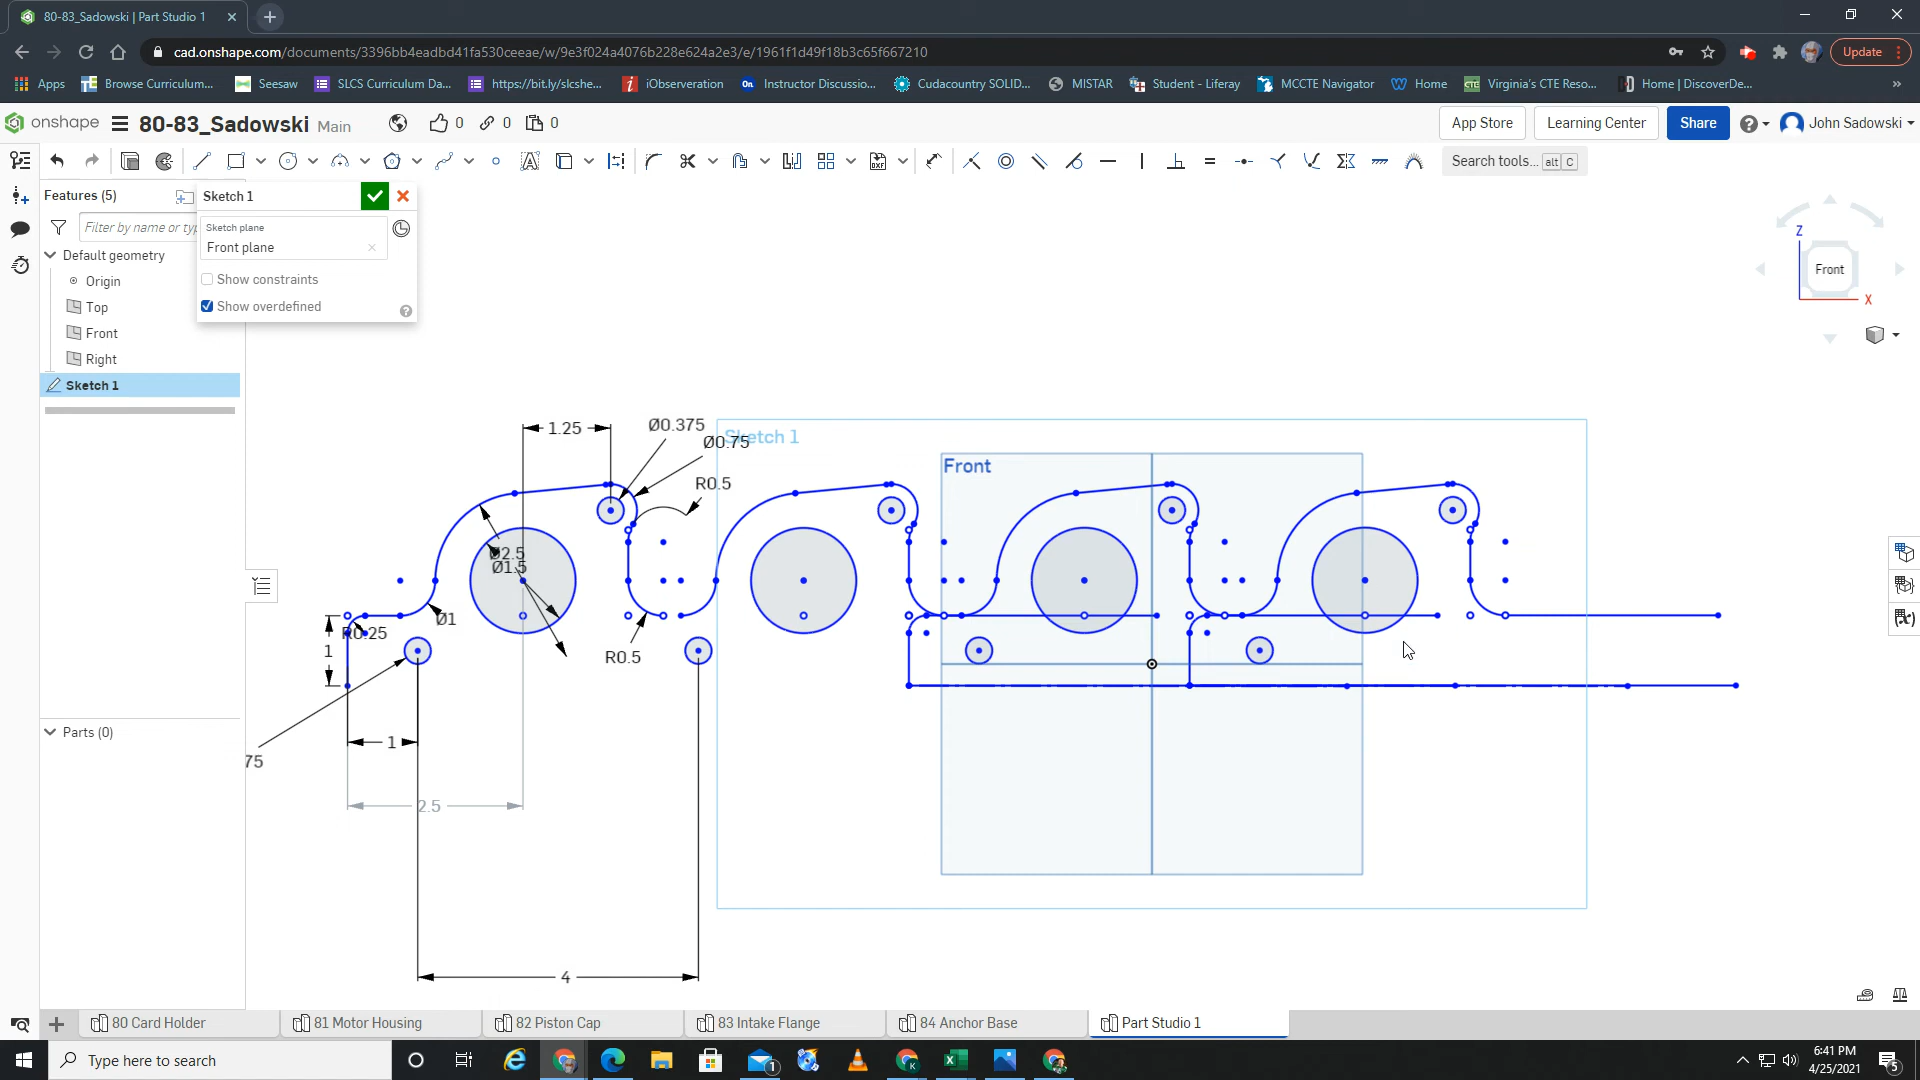 80-83_Sadowski | Part Studio 1
cad.onshape.com/documents/3396bb4eadbd41fa530ceeae/w/9e3f024a4076b228e624a2e3/e/1961f1d49f18b3c65f667210
Update
Apps Browse Curriculum... Seesaw SLCS Curriculum Da... https://bit.ly/slcshe... iObserveration On Instructor Discussio... Cudacountry SOLID... MISTAR Student - Liferay MCCTE Navigator Home CTE Virginia's CTE Reso... Home | DiscoverDe... »
onshape 80-83_Sadowski Main 0 0 0 App Store Learning Center Share John Sadowski
Search tools... alt C
Features (5)
Sketch 1
Filter by name or typ
Sketch plane
Front plane
Default geometry
Show constraints
Origin
Show overdefined
Top
Front
Right
Sketch 1
Z
Front
X
1.25
Ø0.375
Ø0.75
Sketch 1
Front
R0.5
Ø2.5
Ø1.5
Ø1
R0.25
1
R0.5
1
75
2.5
4
Parts (0)
80 Card Holder 81 Motor Housing 82 Piston Cap 83 Intake Flange 84 Anchor Base Part Studio 1
Type here to search
1
6:41 PM
4/25/2021
5